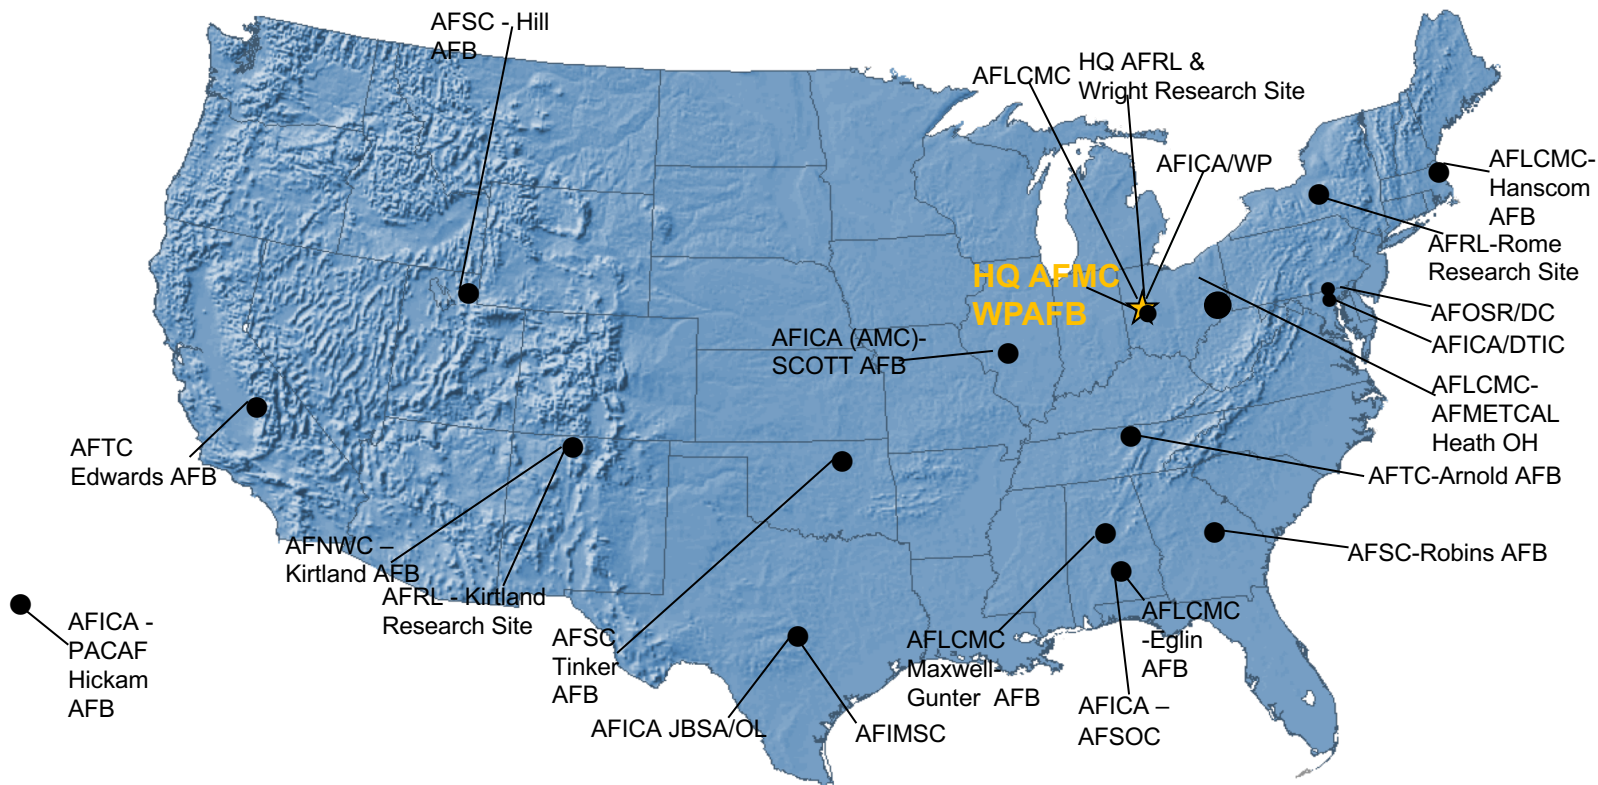 AFSC - Hill
AFB
AFLCMC
HQ AFRL &
Wright Research Site
AFICA/WP
AFLCMC-
Hanscom
AFB
AFRL-Rome
Research Site
HQ AFMC
WPAFB
AFOSR/DC
AFICA/DTIC
AFICA (AMC)-
SCOTT AFB
AFLCMC-
AFMETCAL
Heath OH
AFTC
Edwards AFB
AFTC-Arnold AFB
AFNWC –
Kirtland AFB
AFSC-Robins AFB
AFRL - Kirtland
Research Site
AFICA -
PACAF
Hickam
AFB
AFSC
Tinker
AFB
AFLCMC
Maxwell-
Gunter AFB
AFLCMC
-Eglin
AFB
AFICA JBSA/OL
AFIMSC
AFICA –
AFSOC